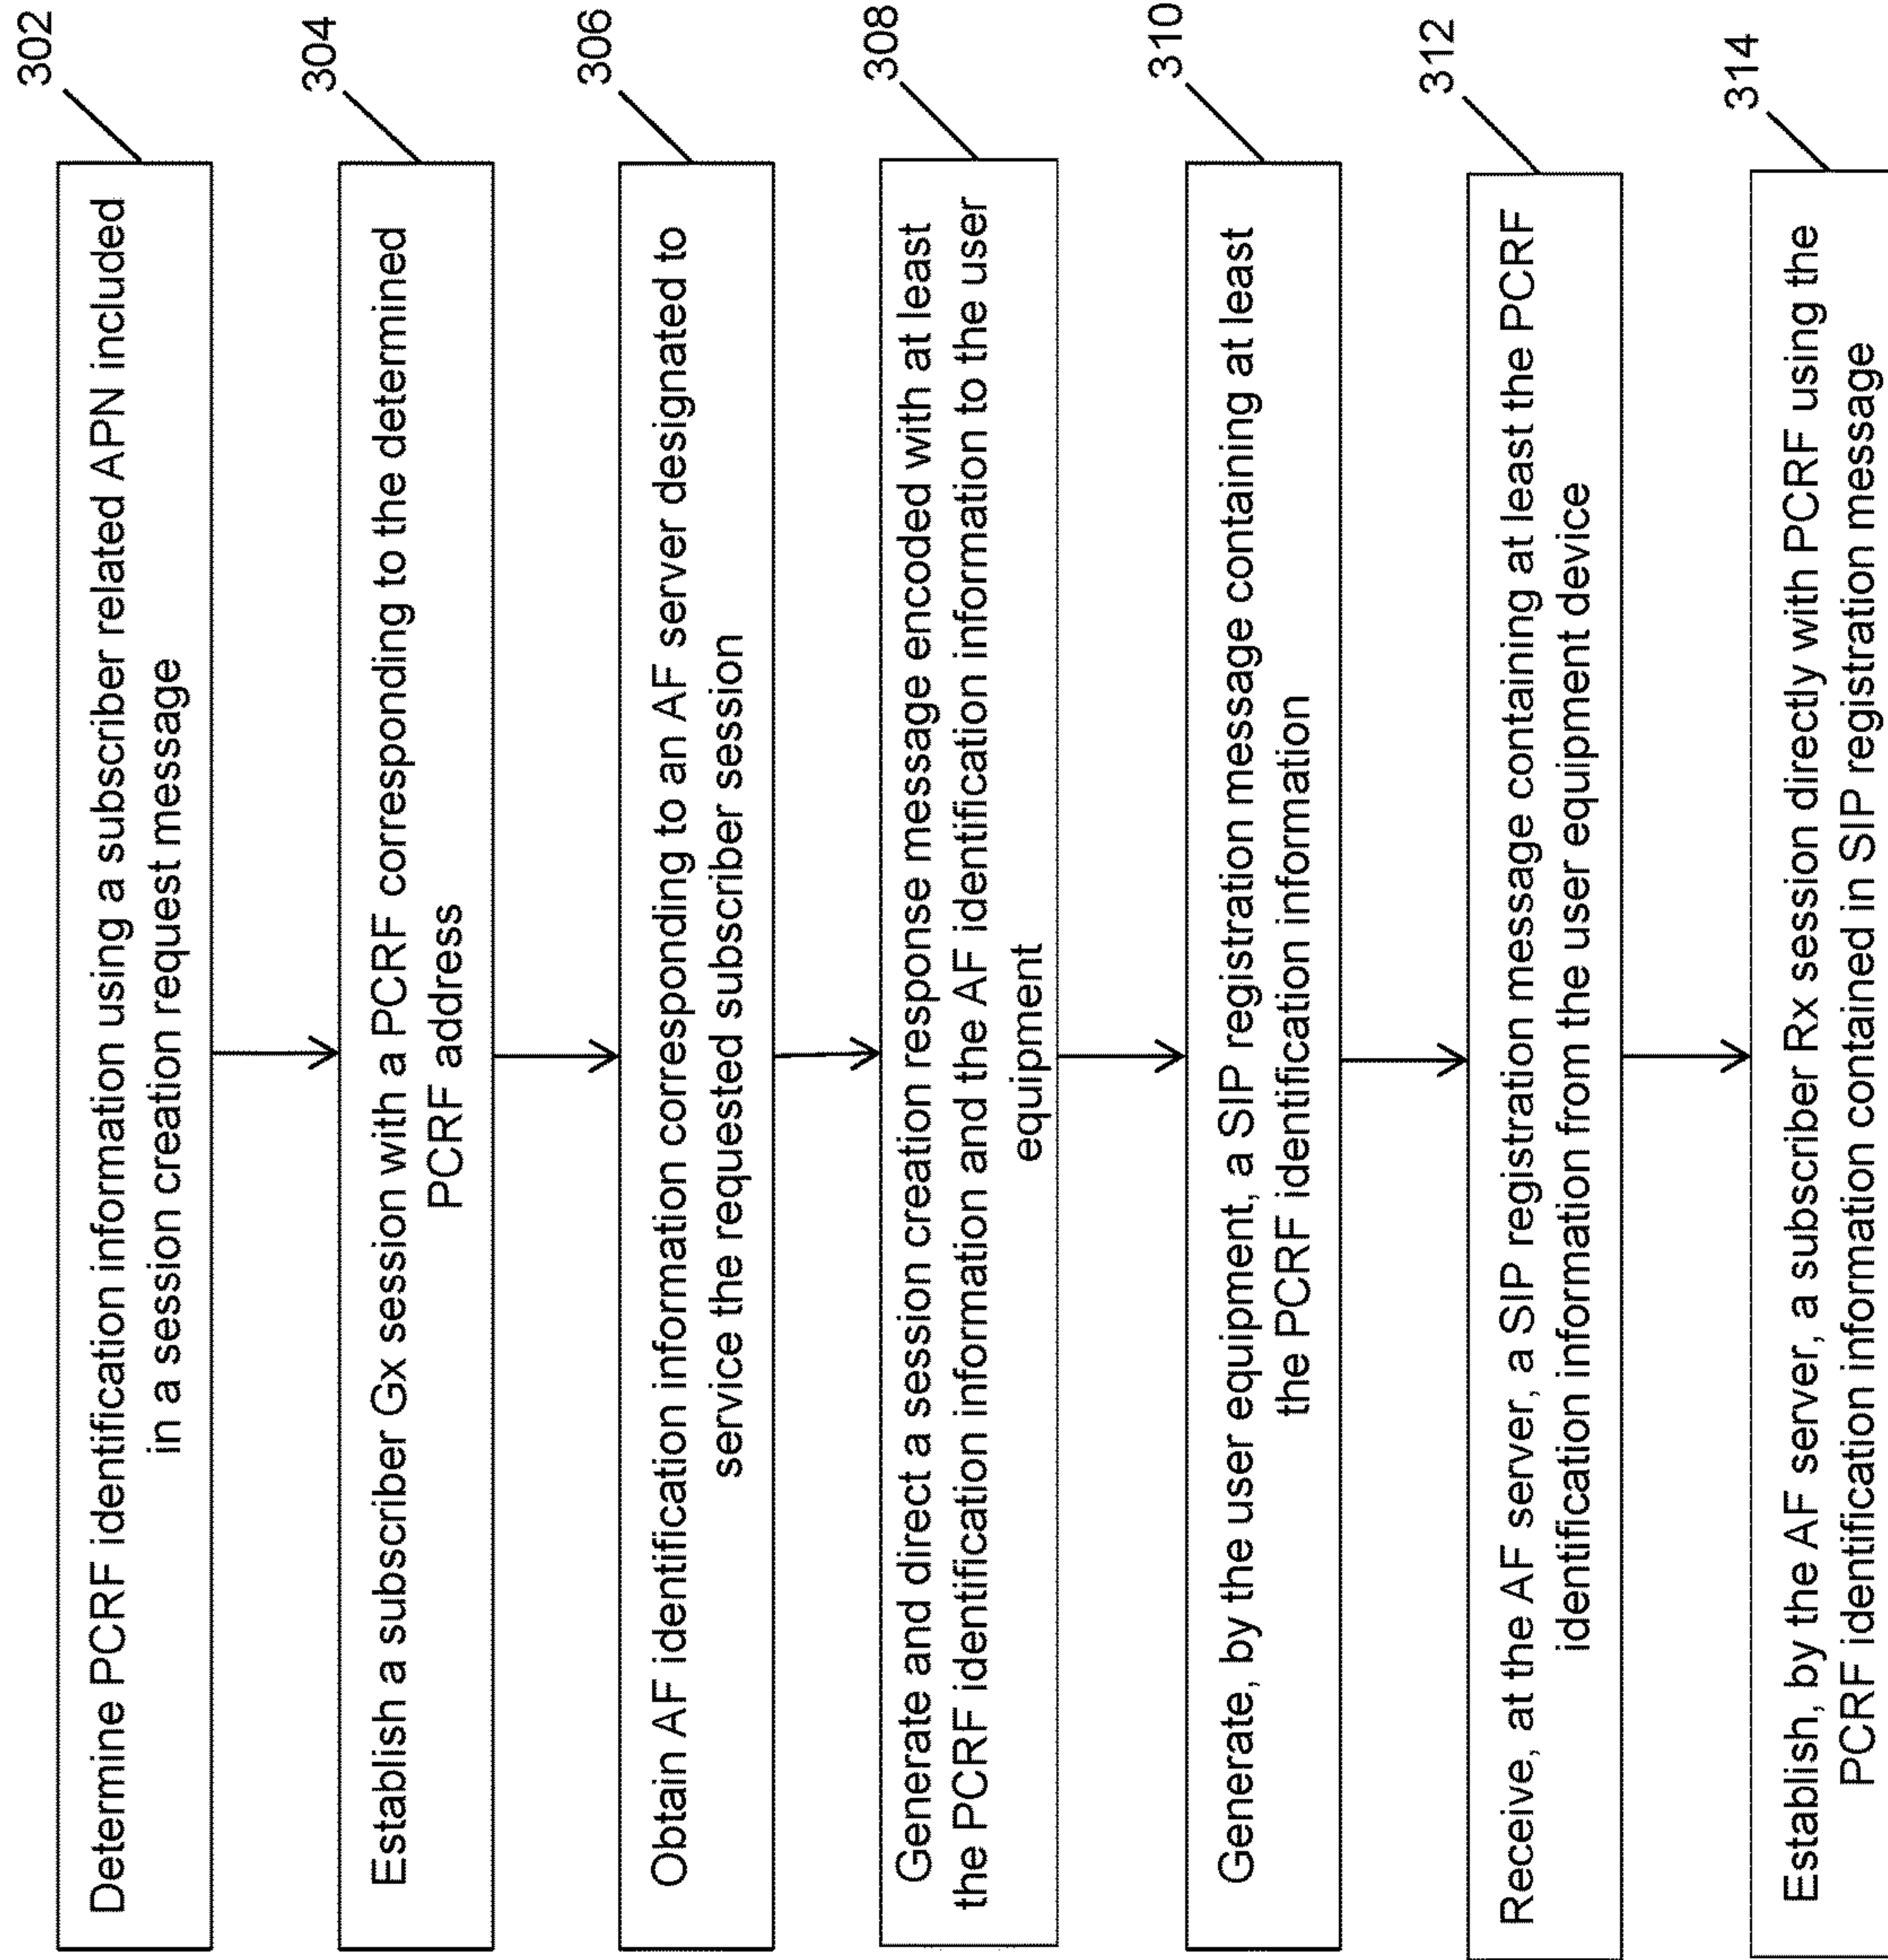 302
Determine PCRF identification information using a subscriber related APN included
in a session creation request message
304
Establish a subscriber Gx session with a PCRF corresponding to the determined
PCRF address
306
Obtain AF identification information corresponding to an AF server designated to
service the requested subscriber session
308
Generate and direct a session creation response message encoded with at least
the PCRF identification information and the AF identification information to the user
equipment
310
Generate, by the user equipment, a SIP registration message containing at least
the PCRF identification information
312
Receive, at the AF server, a SIP registration message containing at least the PCRF
identification information from the user equipment device
314
Establish, by the AF server, a subscriber Rx session directly with PCRF using the
PCRF identification information contained in SIP registration message